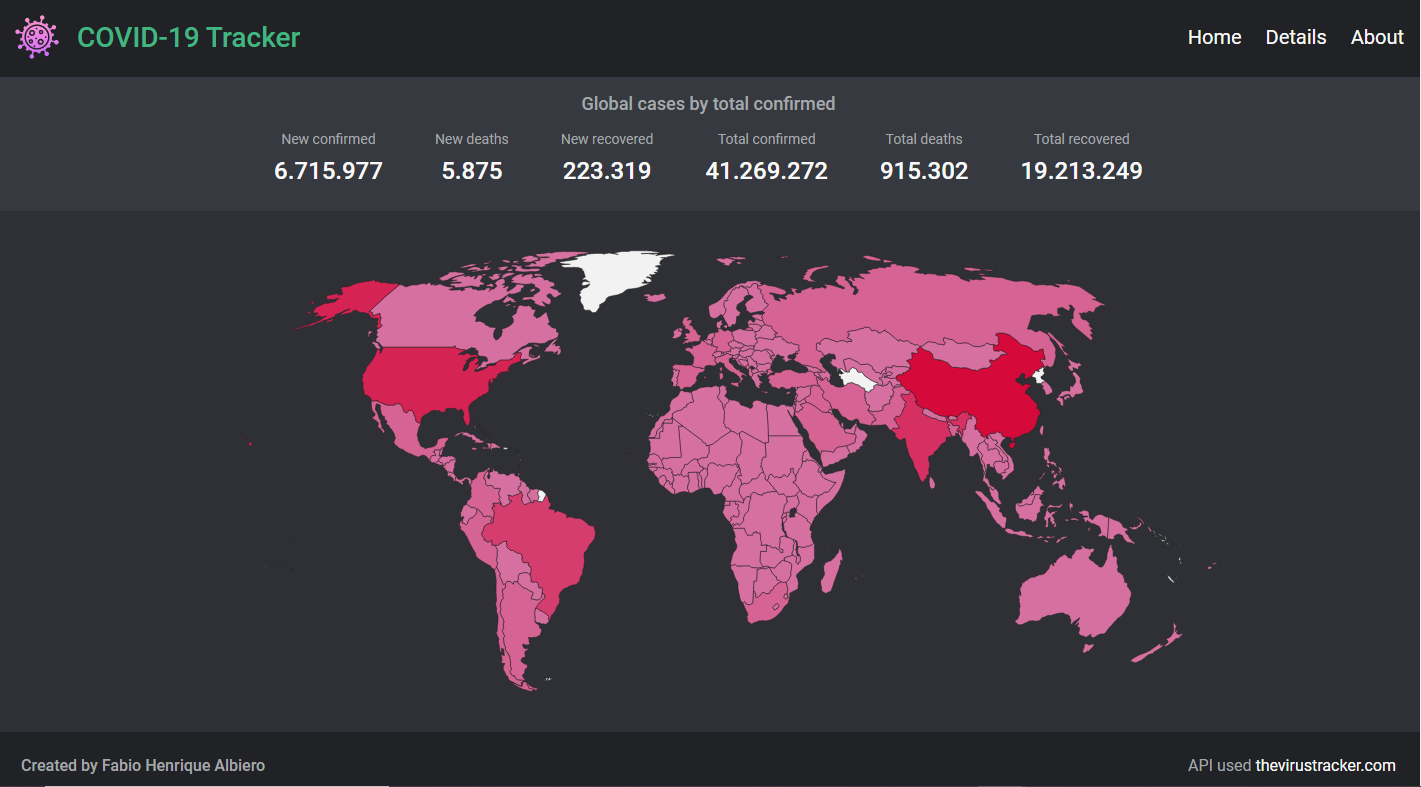 COVID-19 Tracker
Home Details About
Global cases by total confirmed
New confirmed New deaths New recovered Total confirmed Total deaths Total recovered
6.715.977 5.875 223.319 41.269.272 915.302 19.213.249
Created by Fabio Henrique Albiero
API used thevirustracker.com